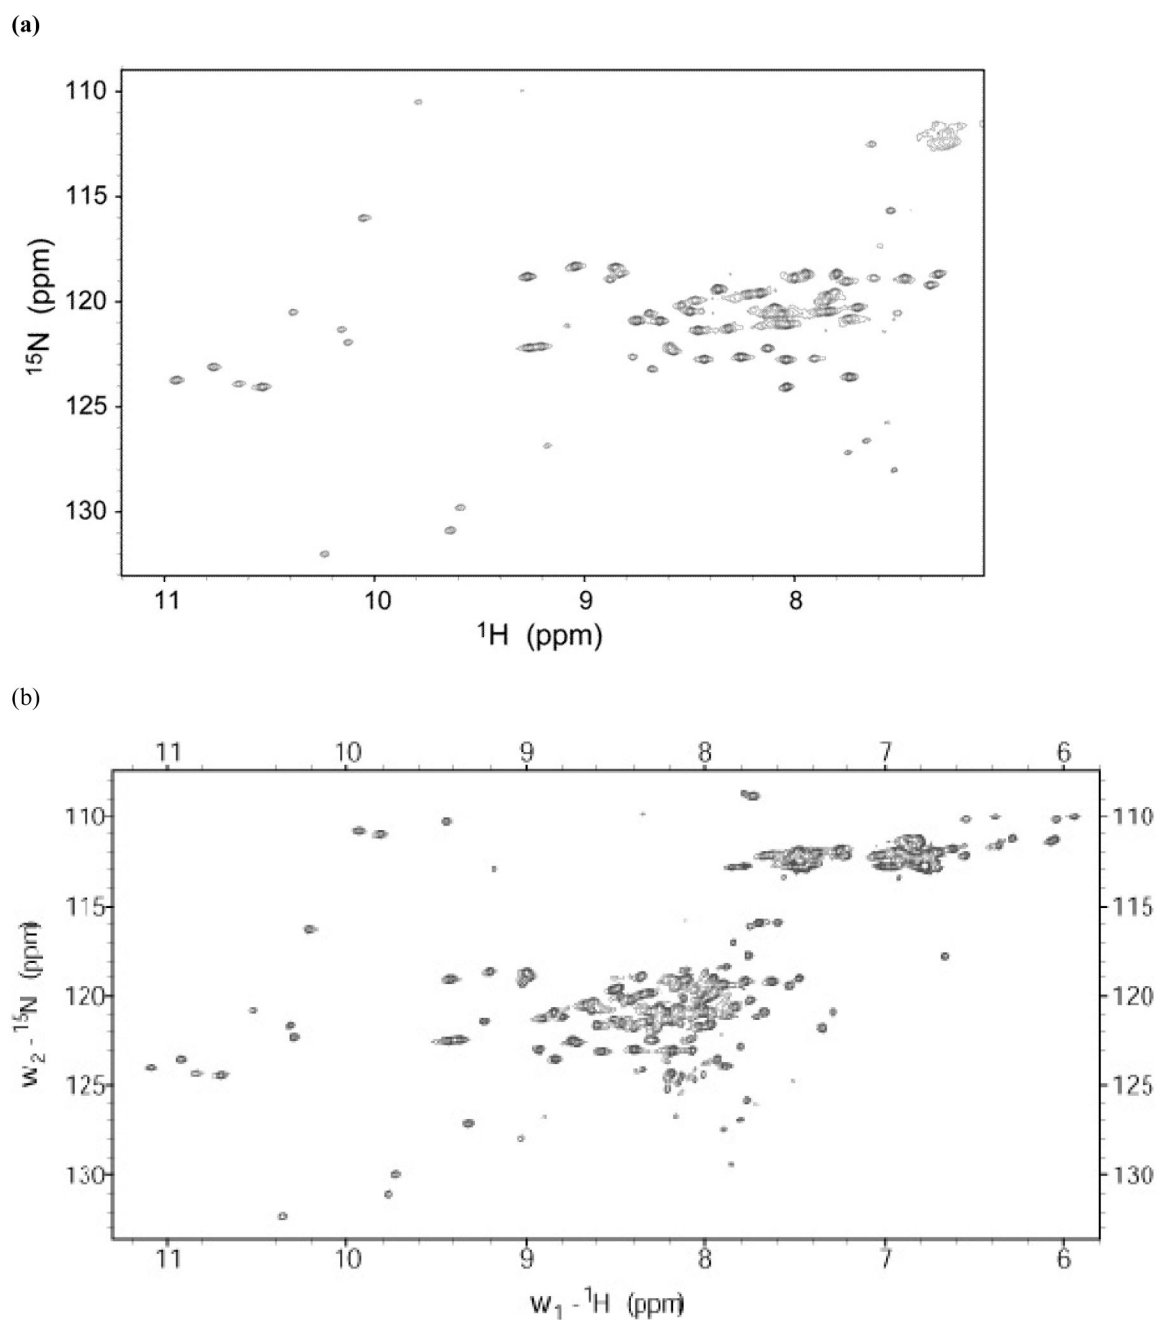 (a)
110
115
120
125
130
15N (ppm)
11 10 9 8
1H (ppm)
(b)
11 10 9 8 7 6
110 110
115 115
120 120
125 125
130 130
w2 - 15N (ppm)
11 10 9 8 7 6
w1 - 1H (ppm)